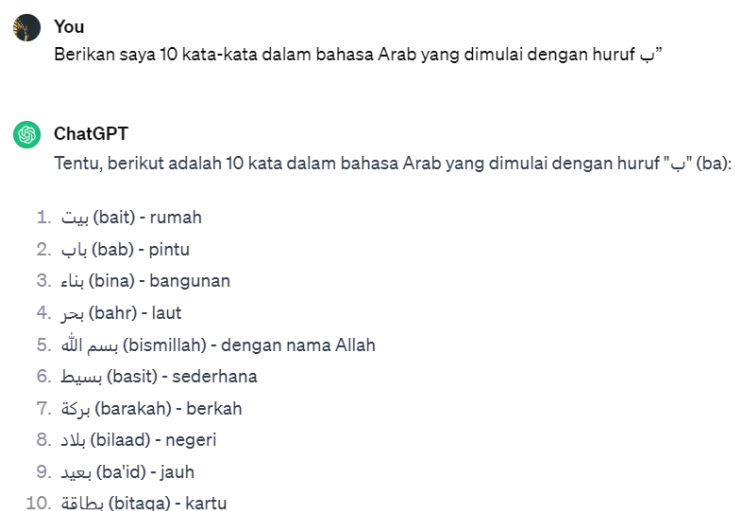 You
Berikan saya 10 kata-kata dalam bahasa Arab yang dimulai dengan huruf ب”
ChatGPT
Tentu, berikut adalah 10 kata dalam bahasa Arab yang dimulai dengan huruf "ب" (ba):
1. بيت (bait) - rumah
2. باب (bab) - pintu
3. بناء (bina) - bangunan
4. بحر (bahr) - laut
5. بسم الله (bismillah) - dengan nama Allah
6. بسيط (basit) - sederhana
7. بركة (barakah) - berkah
8. بلاد (bilaad) - negeri
9. بعيد (ba'id) - jauh
10. بطاقة (bitaqa) - kartu